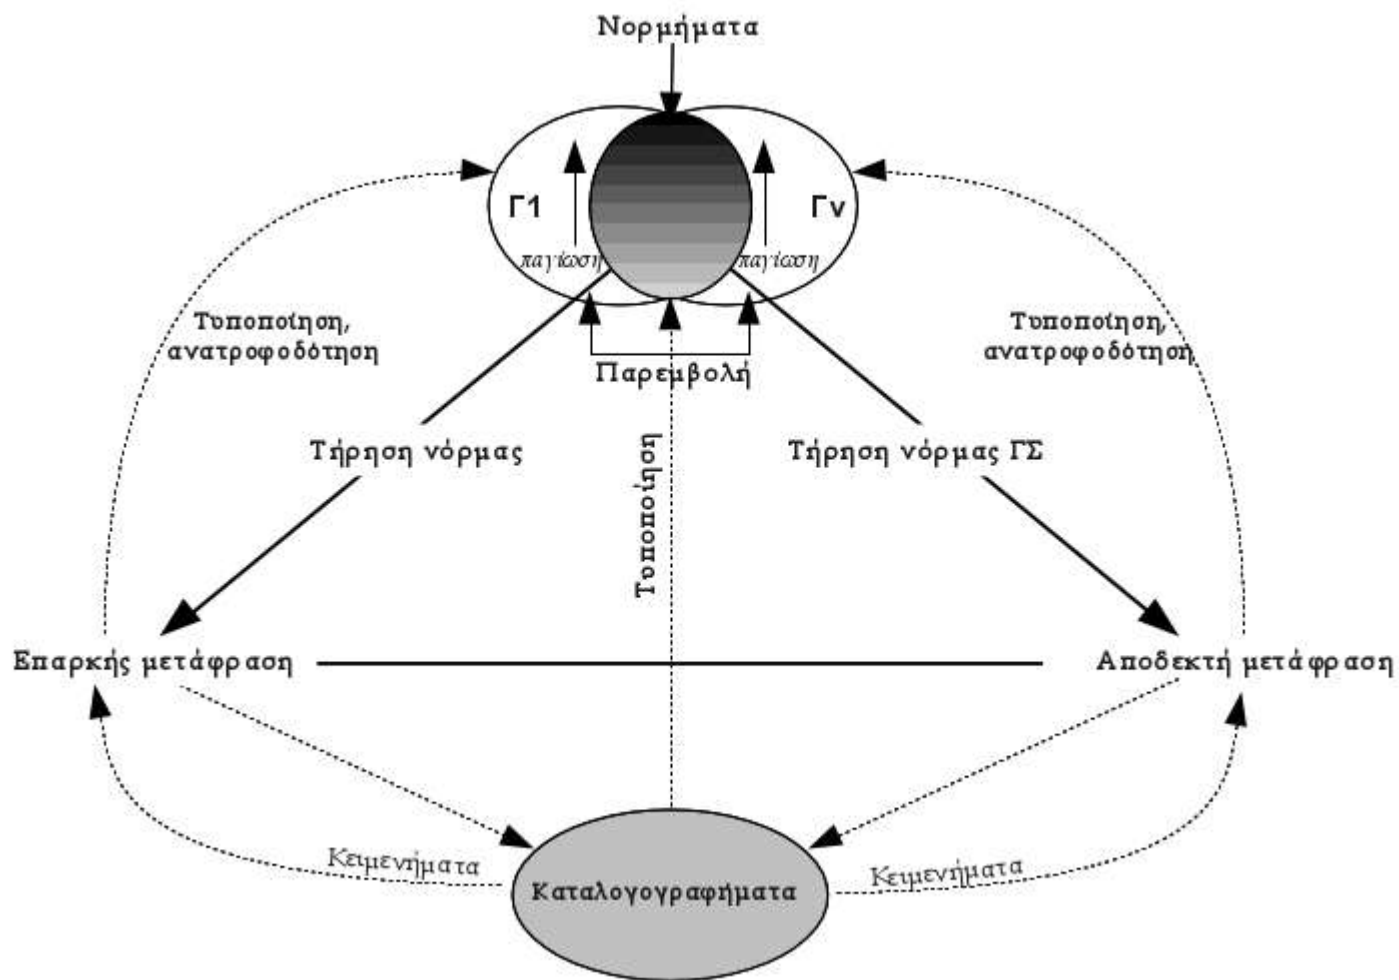 Νορμήματα
Γ1
Γν
παγίωση
παγίωση
Τυποποίηση,
ανατροφοδότηση
Τυποποίηση,
ανατροφοδότηση
Παρεμβολή
Τήρηση νόρμας
Τήρηση νόρμας ΓΣ
Τυποποίηση
Επαρκής μετάφραση
Αποδεκτή μετάφραση
Κειμενήματα
Κειμενήματα
Καταλογογραφήματα